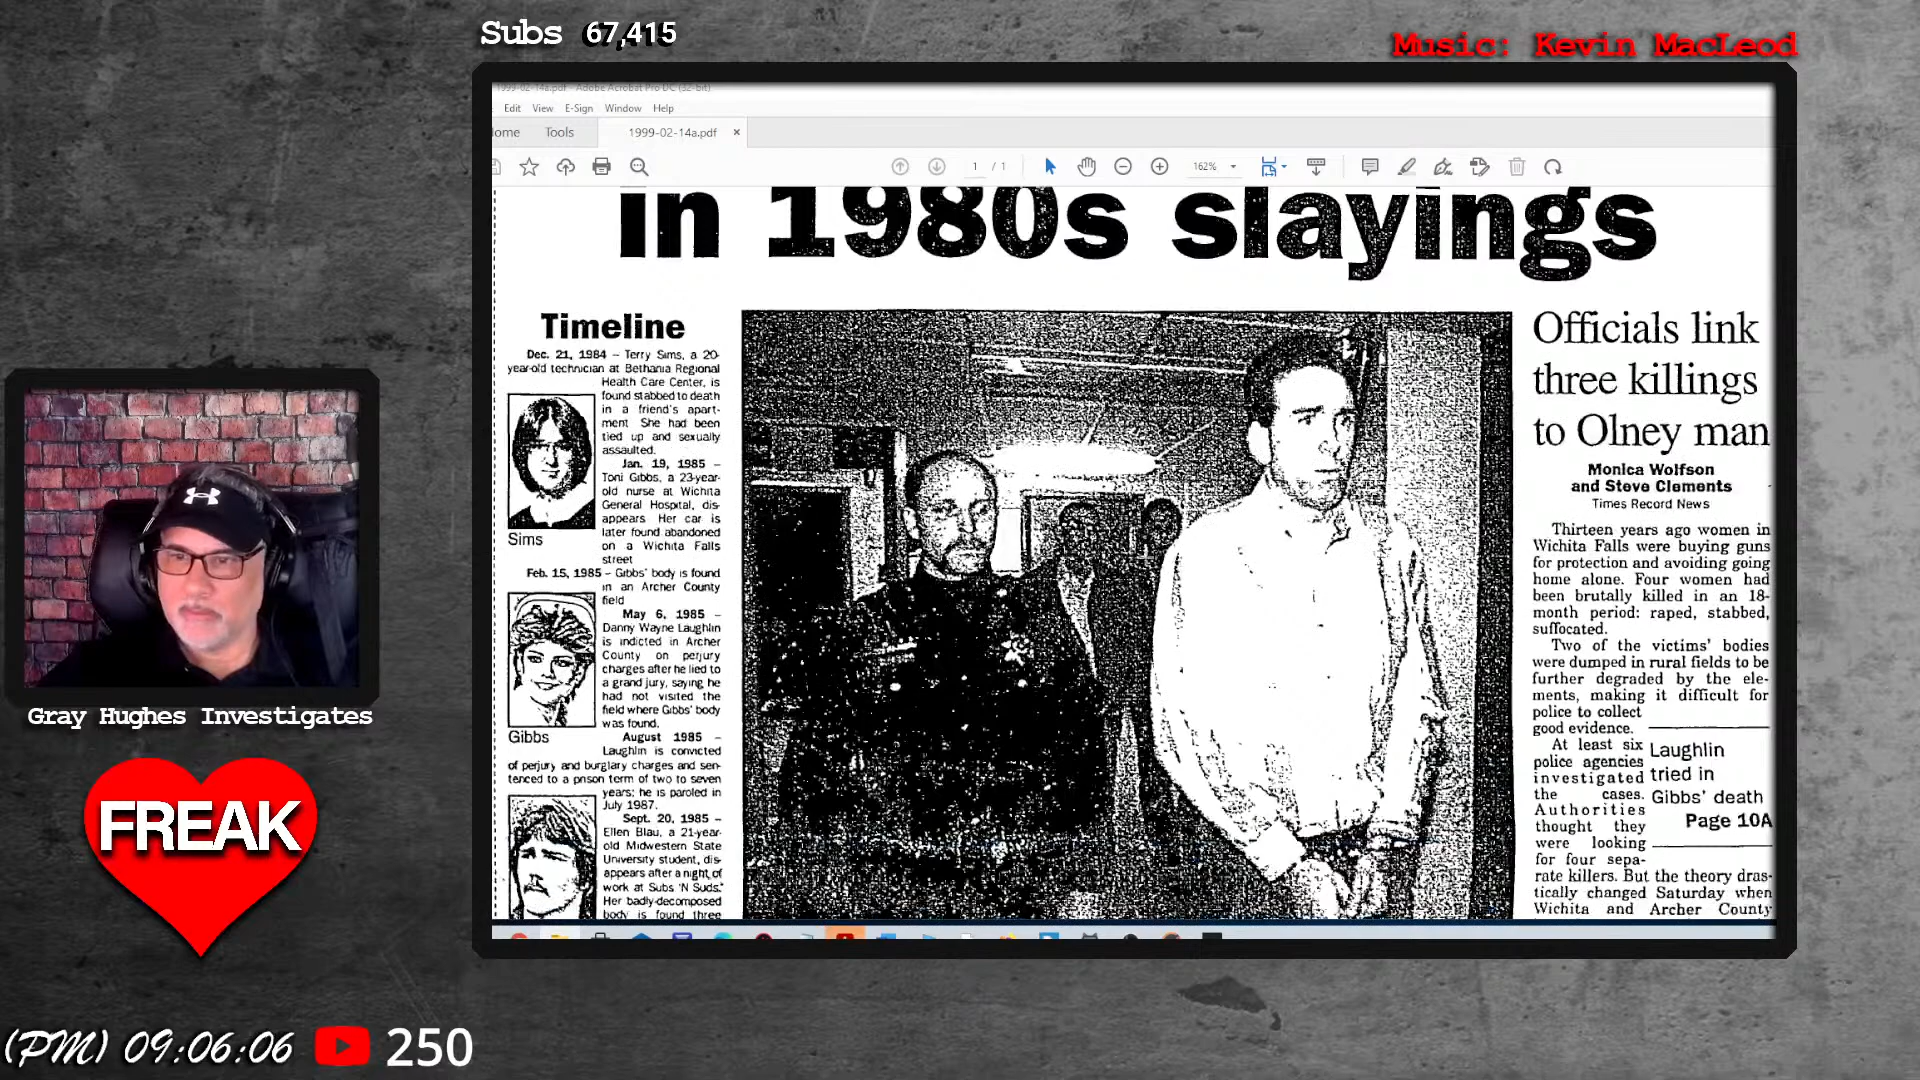 Subs 67,415
Music: Kevin MacLeod
1999-02-14a.pdf - Adobe Acrobat Pro DC (32-bit)
Edit View E-Sign Window Help
ome Tools 1999-02-14a.pdf ×
1 / 1 162%
in 1980s slayings
Timeline
Dec. 21, 1984 – Terry Sims, a 20-
year-old technician at Bethania Regional
Health Care Center, is
found stabbed to death
in a friend's apart-
ment She had been
tied up and sexually
assaulted.
Sims
Jan. 19, 1985 –
Toni Gibbs, a 23-year-
old nurse at Wichita
General Hospital, dis-
appears Her car is
later found abandoned
on a Wichita Falls
street
Feb. 15, 1985 – Gibbs' body is found
in an Archer County
field
May 6, 1985 –
Danny Wayne Laughlin
is indicted in Archer
County on perjury
charges after he lied to
a grand jury, saying he
had not visited the
field where Gibbs' body
was found.
Gibbs
August 1985 –
Laughlin is convicted
of perjury and burglary charges and sen-
tenced to a prison term of two to seven
years; he is paroled in
July 1987.
Sept. 20, 1985 –
Ellen Blau, a 21-year-
old Midwestern State
University student, dis-
appears after a night of
work at Subs 'N Suds.
Her badly-decomposed
body is found three
Officials link
three killings
to Olney man
Monica Wolfson
and Steve Clements
Times Record News
Thirteen years ago women in
Wichita Falls were buying guns
for protection and avoiding going
home alone. Four women had
been brutally killed in an 18-
month period: raped, stabbed,
suffocated.
Two of the victims' bodies
were dumped in rural fields to be
further degraded by the ele-
ments, making it difficult for
police to collect
good evidence.
At least six
police agencies
investigated
the cases.
Authorities
thought they
were looking
for four sepa-
rate killers. But the theory dras-
tically changed Saturday when
Wichita and Archer County
Laughlin
tried in
Gibbs' death
Page 10A
Gray Hughes Investigates
FREAK
(PM) 09:06:06 250